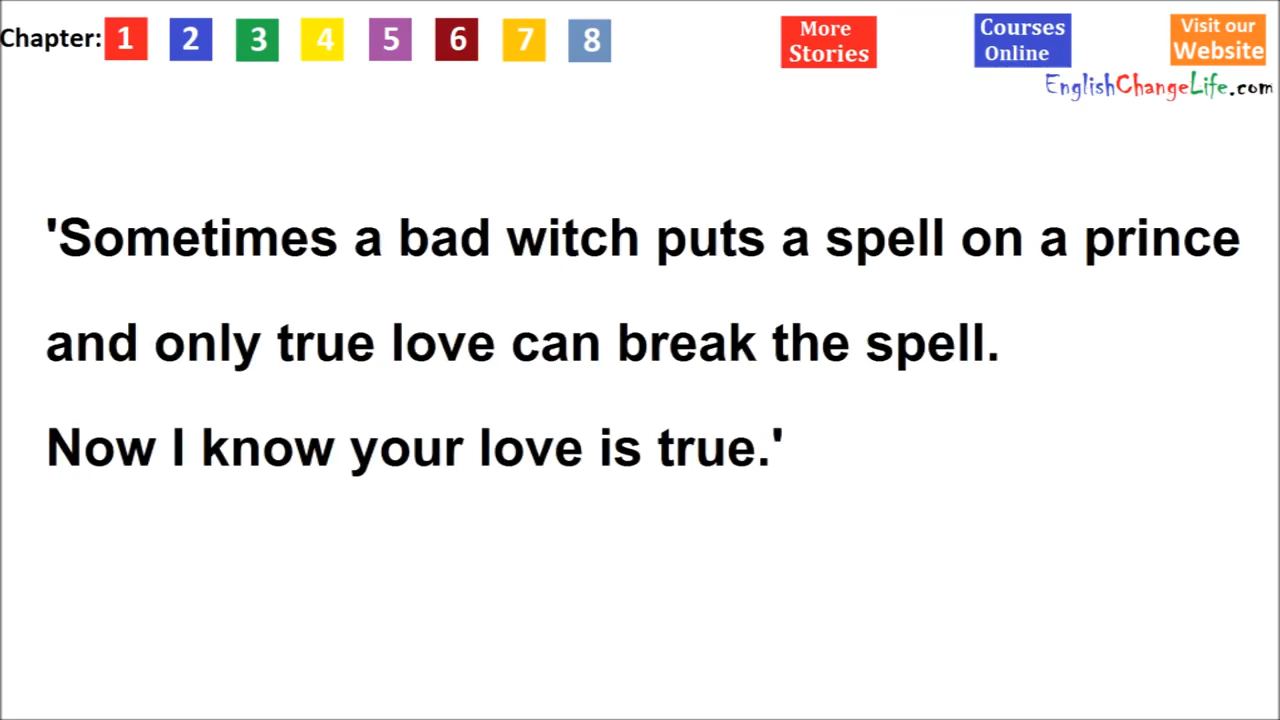 Chapter: 1 2 3 4 5 6 7 8
More
Stories
Courses
Online
Visit our
Website
EnglishChangeLife.com
'Sometimes a bad witch puts a spell on a prince
and only true love can break the spell.
Now I know your love is true.'